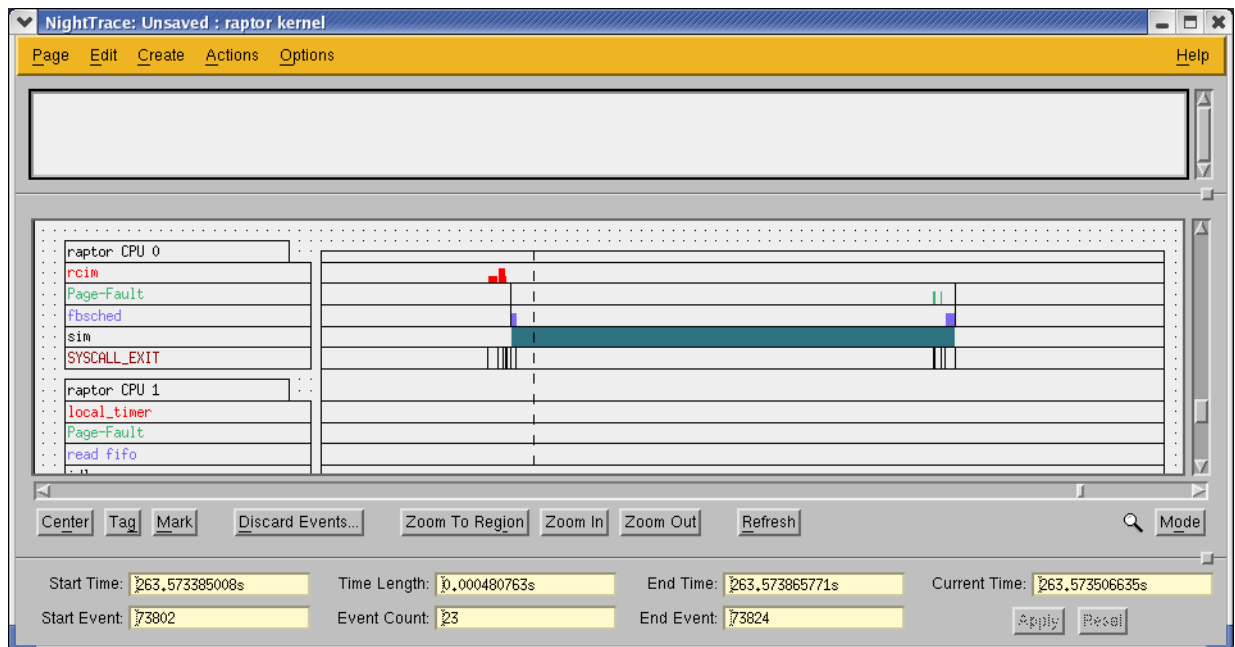 NightTrace: Unsaved : raptor kernel
Page Edit Create Actions Options Help
raptor CPU 0
rcim
Page-Fault
fbsched
sim
SYSCALL_EXIT
raptor CPU 1
local_timer
Page-Fault
read fifo
Center Tag Mark Discard Events... Zoom To Region Zoom In Zoom Out Refresh Mode
Start Time: 263.573385008s Time Length: 0.000480763s End Time: 263.573865771s Current Time: 263.573506635s
Start Event: 73802 Event Count: 23 End Event: 73824 Apply Reset